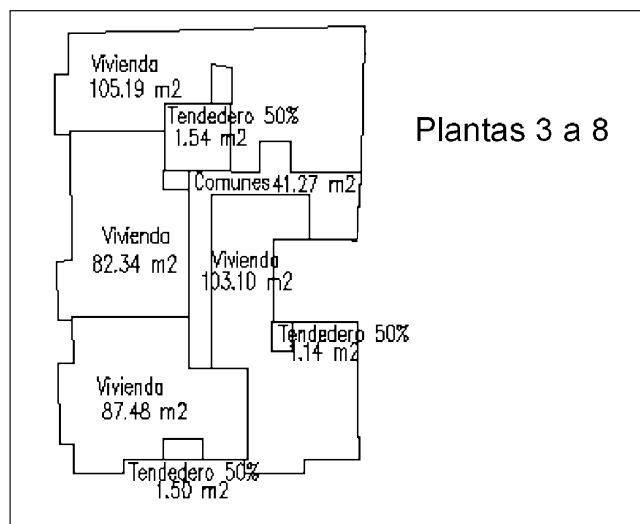 Vivienda
105.19 m2
Tendedero 50%
1.54 m2
Plantas 3 a 8
Comunes 41.27 m2
Vivienda
82.34 m2
Vivienda
103.10 m2
Tendedero 50%
1.14 m2
Vivienda
87.48 m2
Tendedero 50%
1.50 m2